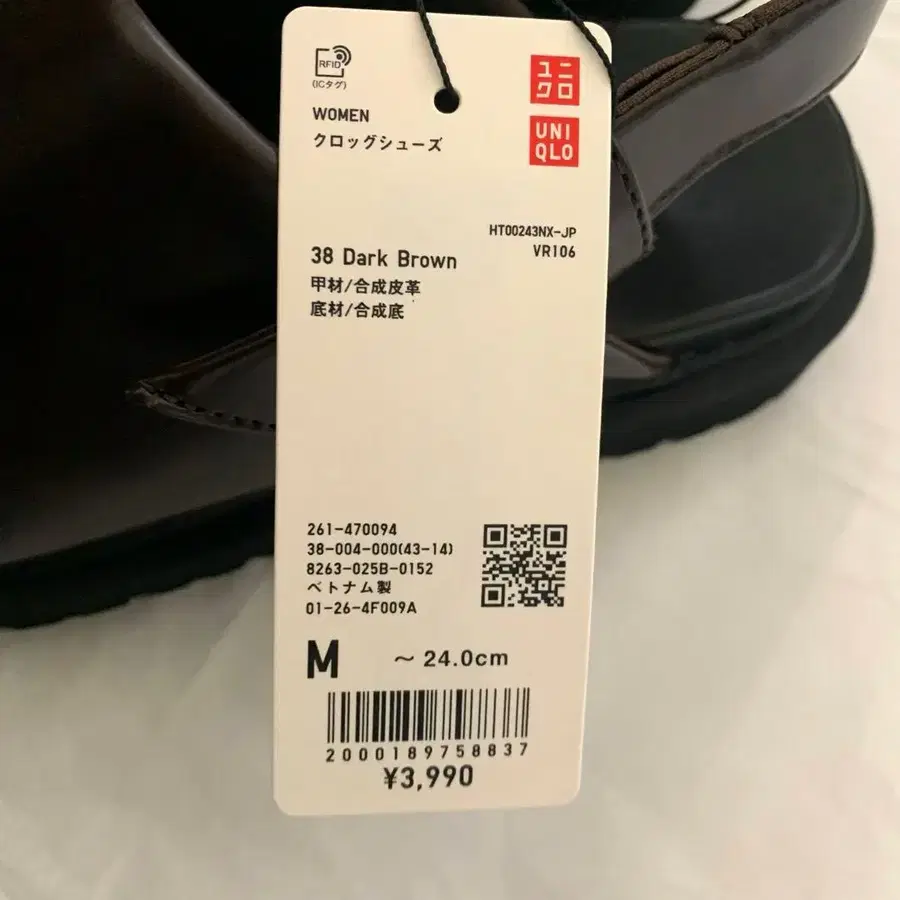 RFID
(ICタグ)
ユニ
クロ
WOMEN
UNI
QLO
クロッグシューズ
HT00243NX-JP
VR106
38 Dark Brown
甲材/合成皮革
底材/合成底
261-470094
38-004-000(43-14)
8263-025B-0152
ベトナム製
01-26-4F009A
M ～24.0cm
2000189758837
¥3,990